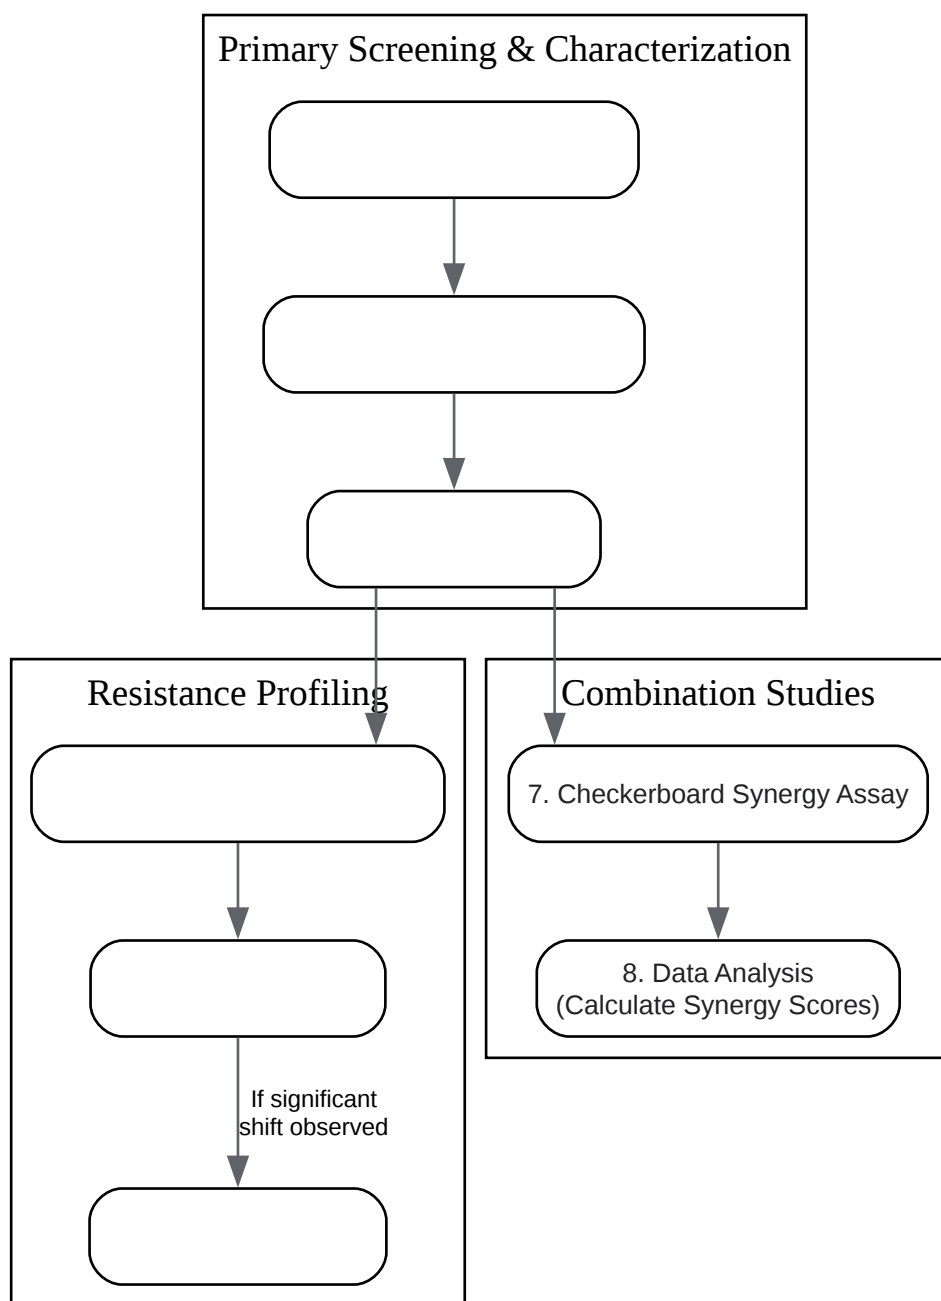 Primary Screening & Characterization
Resistance Profiling
Combination Studies
7. Checkerboard Synergy Assay
8. Data Analysis
(Calculate Synergy Scores)
If significant
shift observed